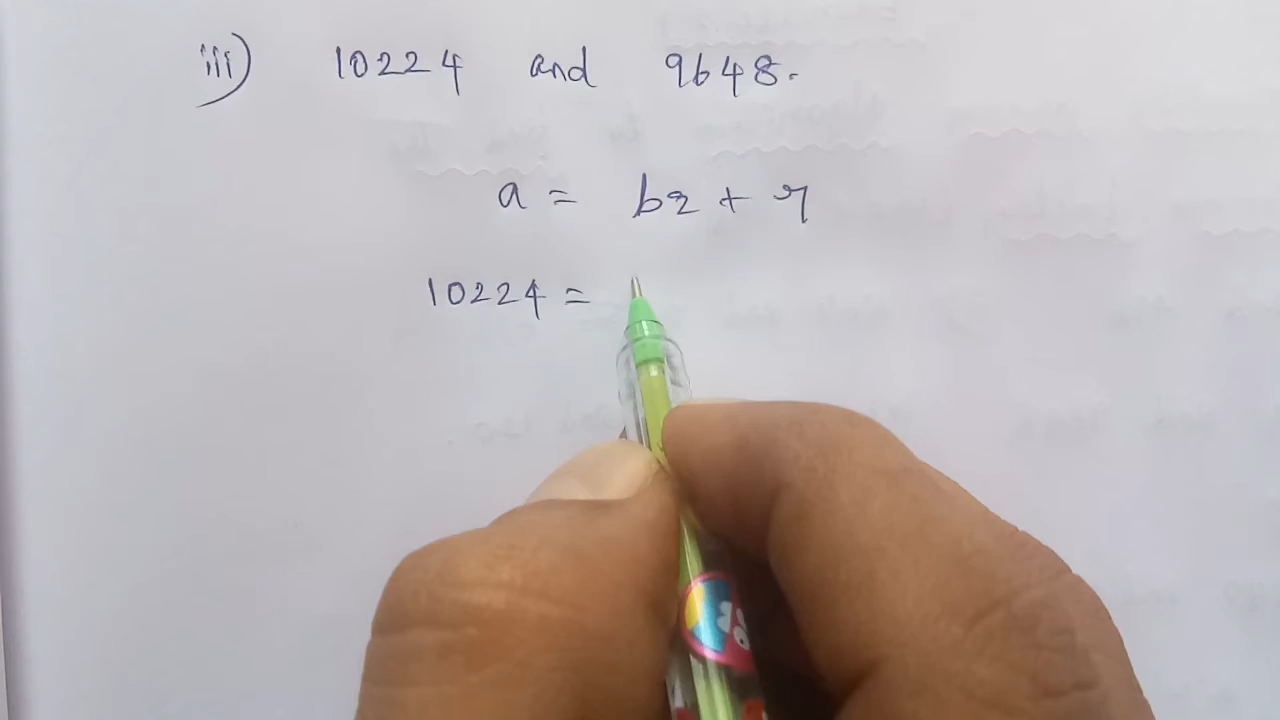 iii) 10224 and 9648.
a = bq + r
10224 =